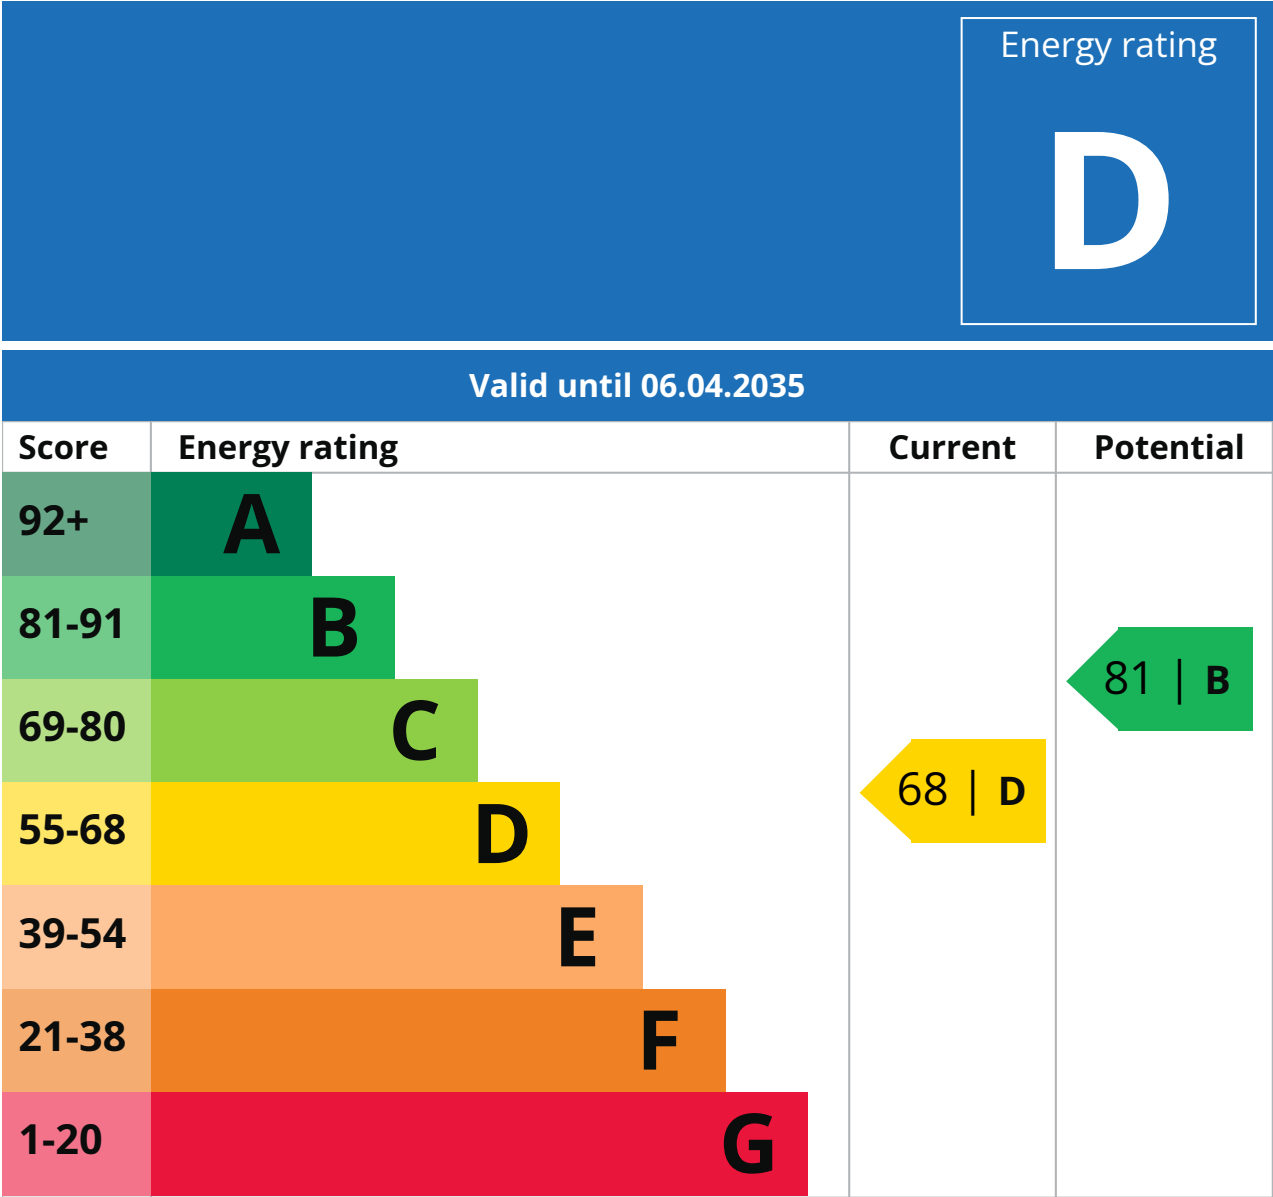 Energy rating
D
Valid until 06.04.2035
Score Energy rating Current Potential
92+ A
81-91 B
81 | B
69-80 C
68 | D
55-68 D
39-54 E
21-38 F
1-20 G